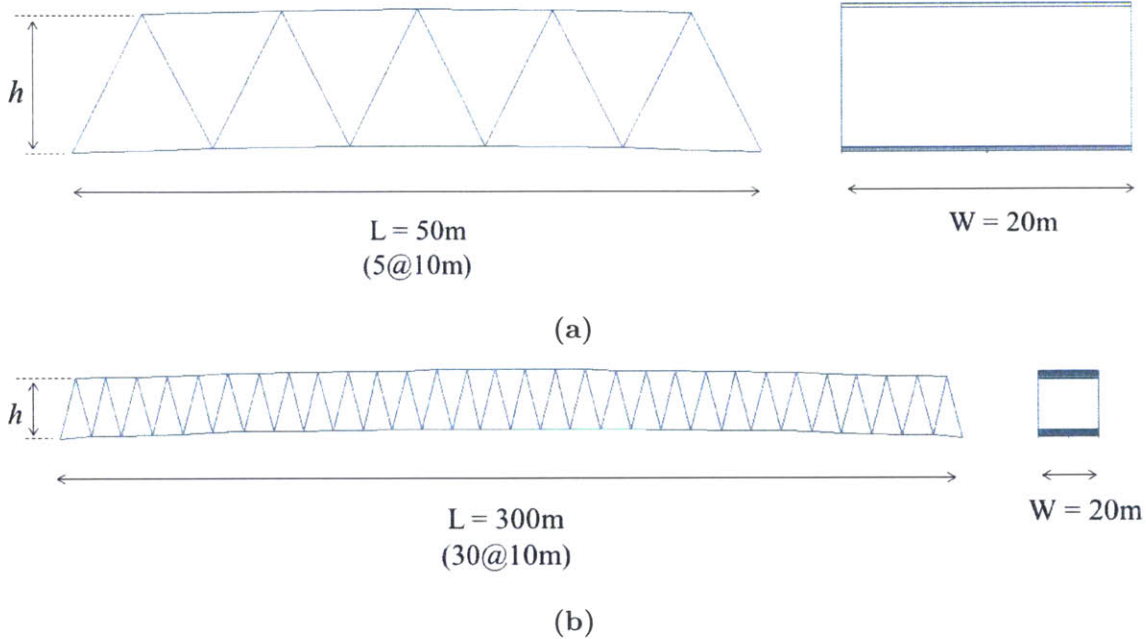 h
L = 50m
(5@10m)
W = 20m
(a)
h
L = 300m
(30@10m)
W = 20m
(b)